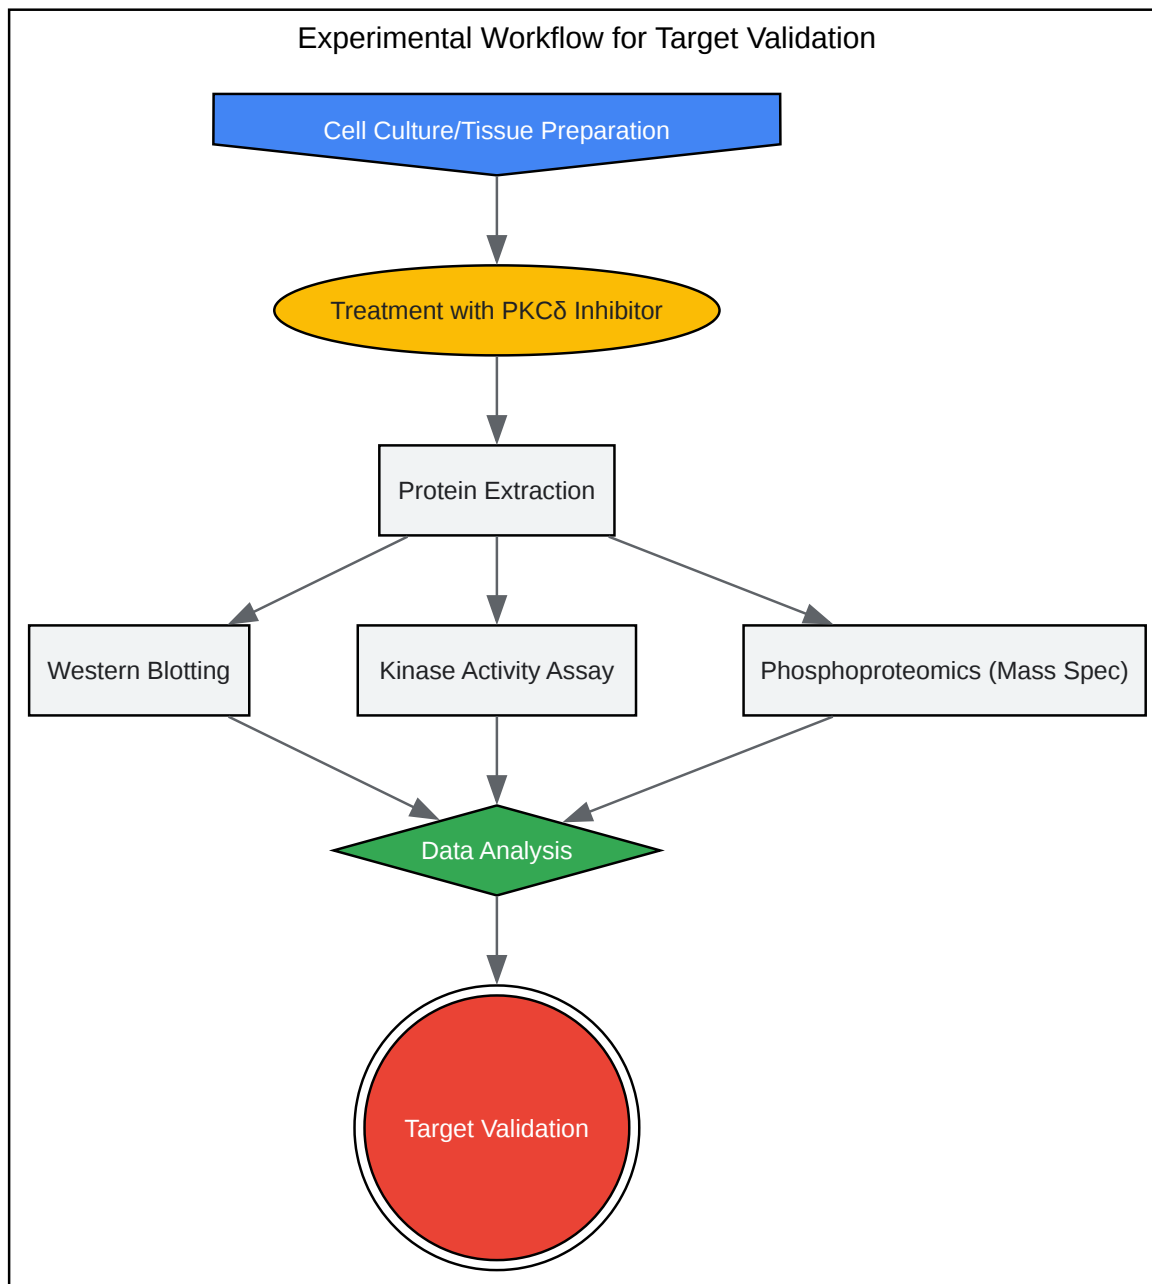 Experimental Workflow for Target Validation
Cell Culture/Tissue Preparation
Treatment with PKCδ Inhibitor
Protein Extraction
Western Blotting
Kinase Activity Assay
Phosphoproteomics (Mass Spec)
Data Analysis
Target Validation